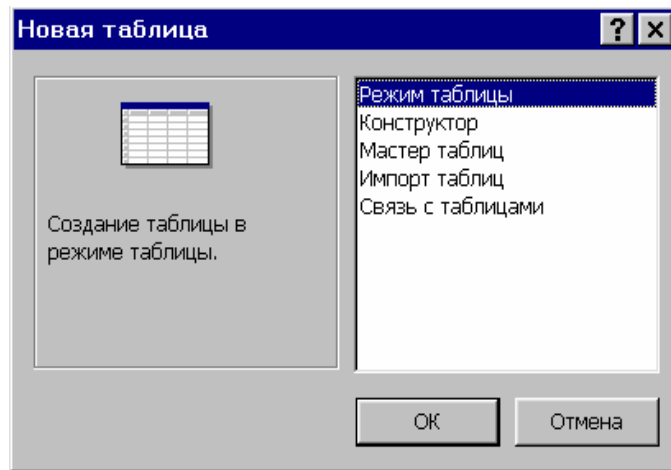 Новая таблица
Создание таблицы в
режиме таблицы.
Режим таблицы
Конструктор
Мастер таблиц
Импорт таблиц
Связь с таблицами
ОК
Отмена